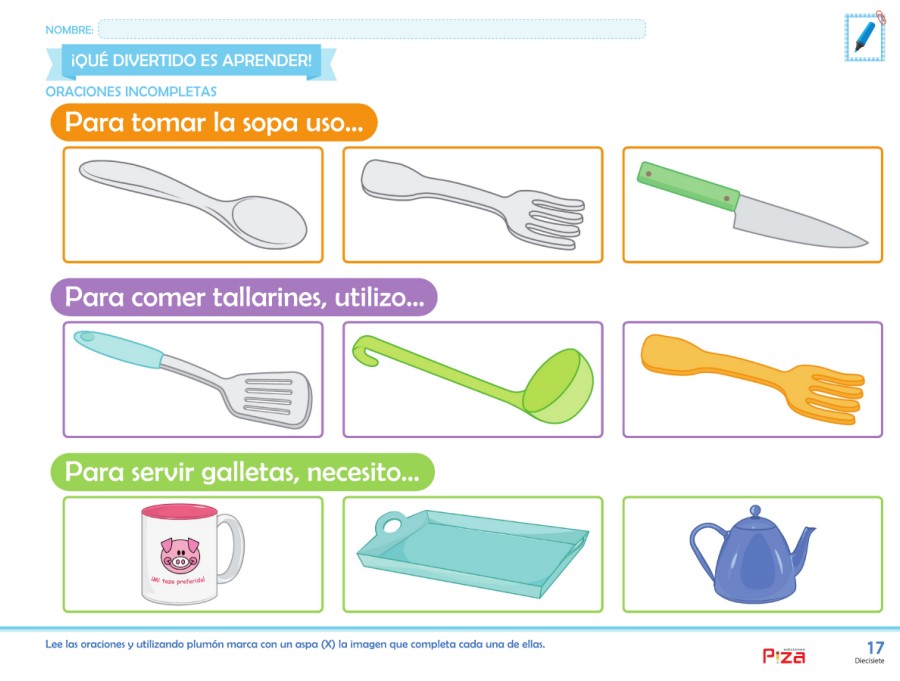 NOMBRE:
¡QUÉ DIVERTIDO ES APRENDER!
ORACIONES INCOMPLETAS
Para tomar la sopa uso...
Para comer tallarines, utilizo...
Para servir galletas, necesito...
¡Mi taza preferida!
Lee las oraciones y utilizando plumón marca con un aspa (X) la imagen que completa cada una de ellas.
ediciones
PiZA
17
Diecisiete